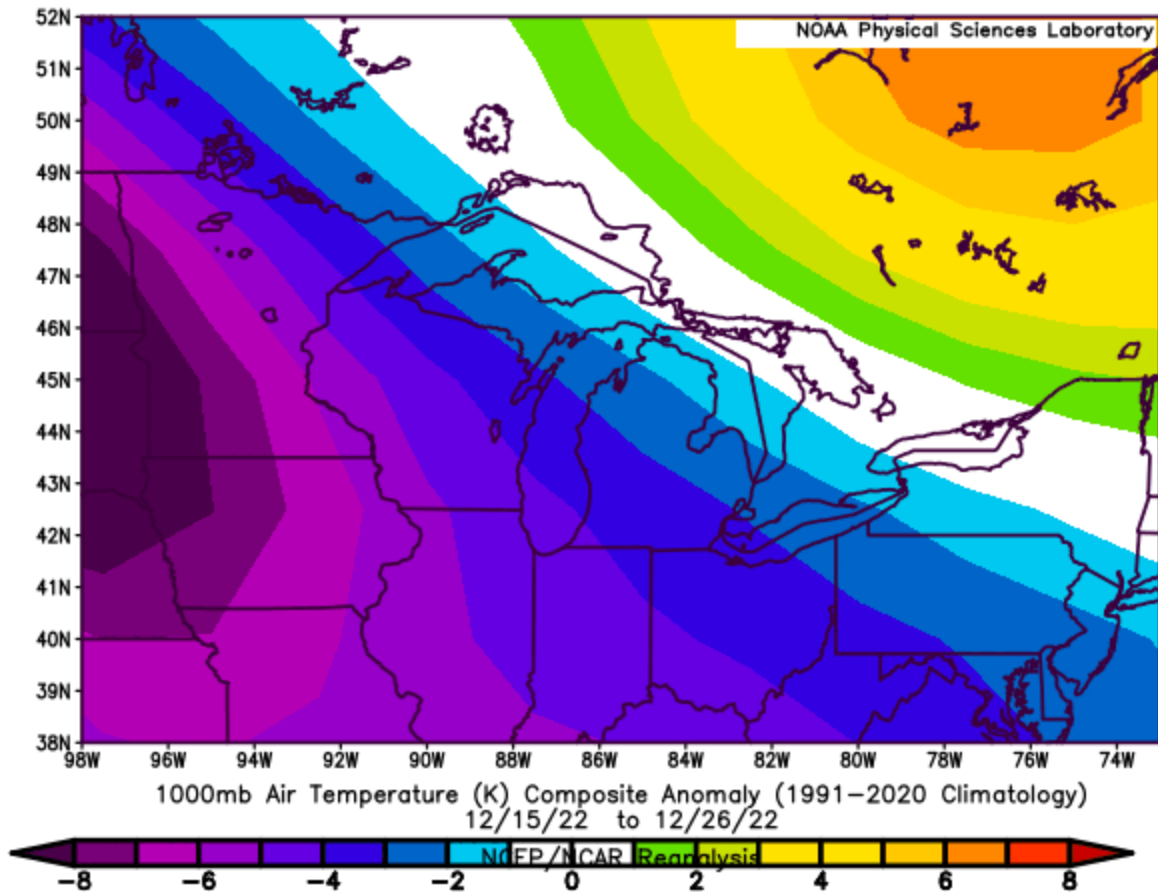 52N
NOAA Physical Sciences Laboratory
51N
50N
49N
48N
47N
46N
45N
44N
43N
42N
41N
40N
39N
38N
98W 96W 94W 92W 90W 88W 86W 84W 82W 80W 78W 76W 74W
1000mb Air Temperature (K) Composite Anomaly (1991-2020 Climatology)
12/15/22 to 12/26/22
NCEP/NCAR Reanalysis
-8 -6 -4 -2 0 2 4 6 8